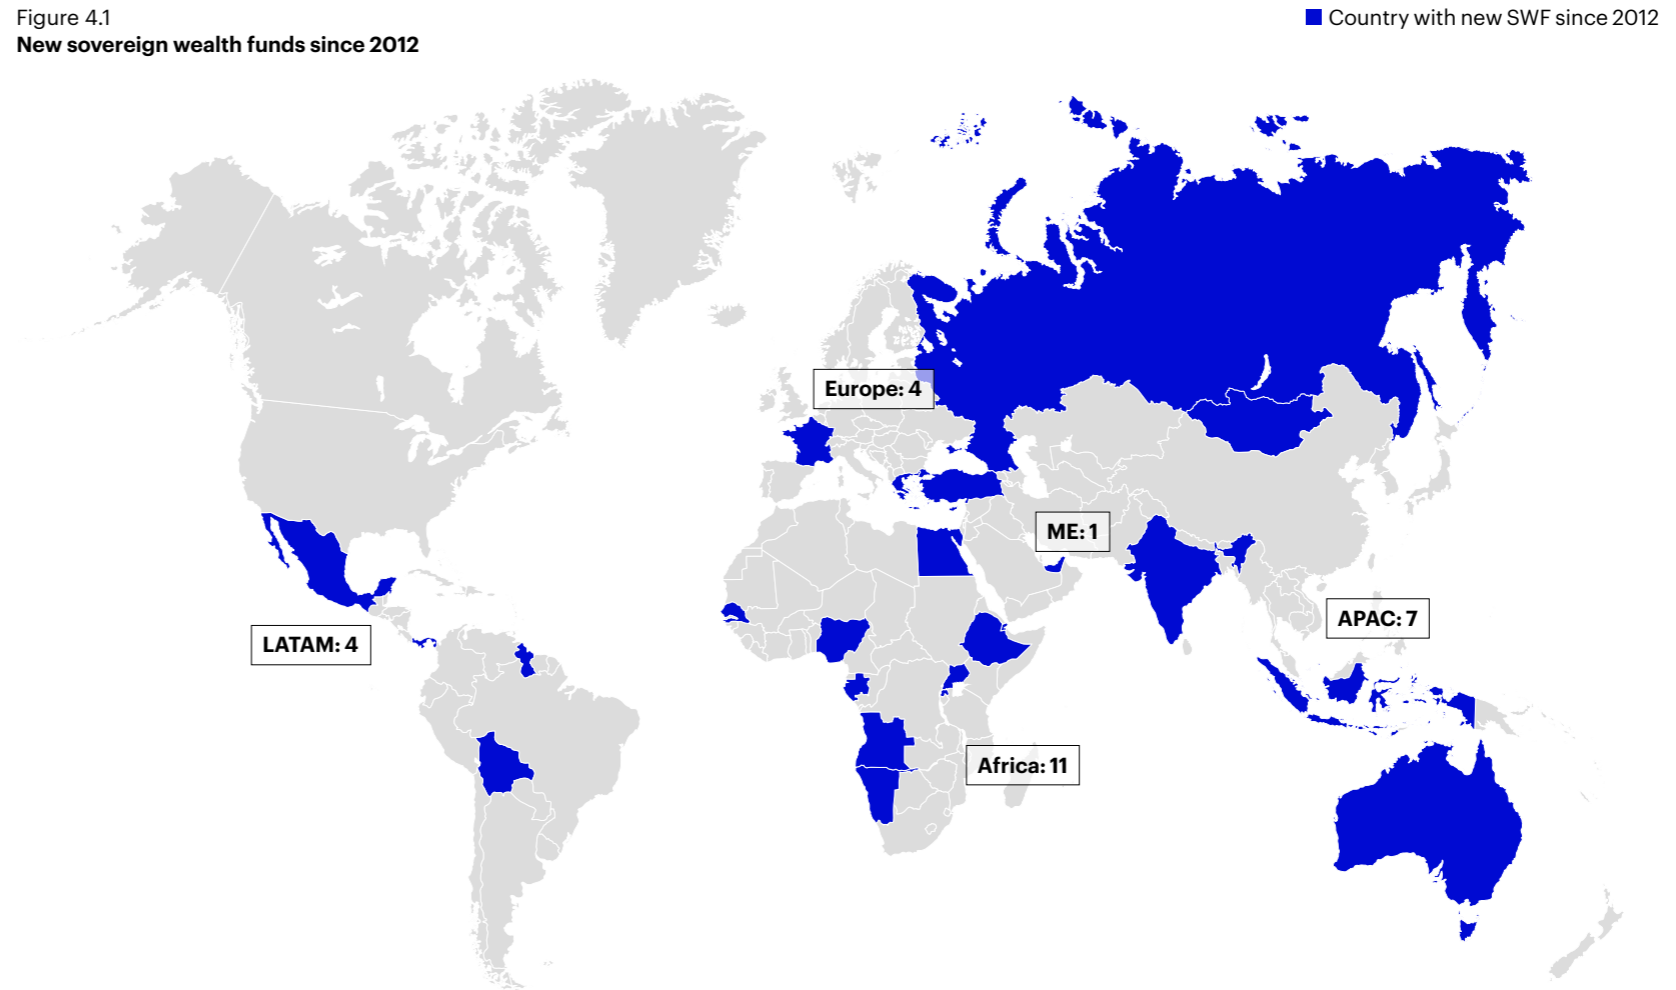 Figure 4.1
New sovereign wealth funds since 2012
Country with new SWF since 2012
Europe: 4
ME: 1
APAC: 7
LATAM: 4
Africa: 11